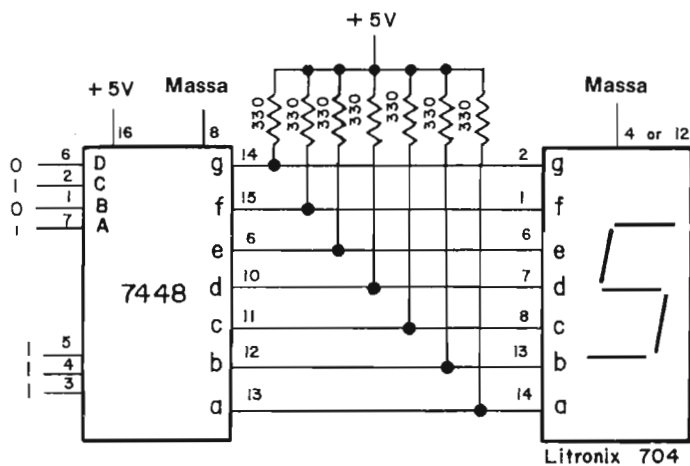 + 5V
+ 5V Massa Massa
330 330 330 330 330 330 330
16 8 4 or 12
0 6 D g 14 2 g
1 2 C
0 1 B f 15 1 f
1 7 A
e 6 6 e
7448 d 10 7 d
c 11 8 c
1 5
1 4 b 12 13 b
1 3
a 13 14 a
Litronix 704